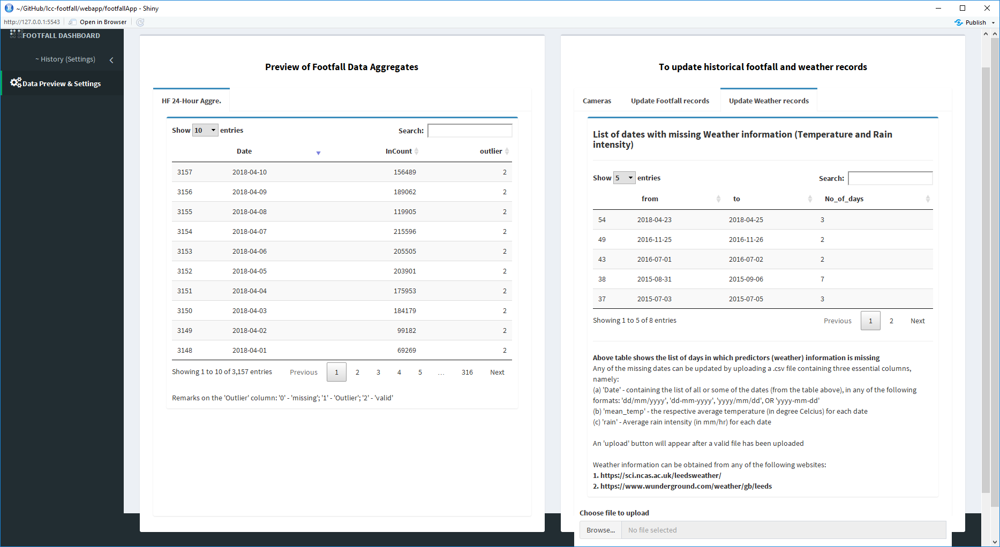 ~/GitHub/lcc-footfall/webapp/footfallApp - Shiny
http://127.0.0.1:5543 Open in Browser Publish
FOOTFALL DASHBOARD
~ History (Settings)
Data Preview & Settings
Preview of Footfall Data Aggregates
HF 24-Hour Aggre.
Show 10 entries Search:
Date InCount outlier
3157 2018-04-10 156489 2
3156 2018-04-09 189062 2
3155 2018-04-08 119905 2
3154 2018-04-07 215596 2
3153 2018-04-06 205505 2
3152 2018-04-05 203901 2
3151 2018-04-04 175953 2
3150 2018-04-03 184179 2
3149 2018-04-02 99182 2
3148 2018-04-01 69269 2
Showing 1 to 10 of 3,157 entries Previous 1 2 3 4 5 … 316 Next
Remarks on the 'Outlier' column: '0' - 'missing'; '1' - 'Outlier'; '2' - 'valid'
To update historical footfall and weather records
Cameras Update Footfall records Update Weather records
List of dates with missing Weather information (Temperature and Rain
intensity)
Show 5 entries Search:
from to No_of_days
54 2018-04-23 2018-04-25 3
49 2016-11-25 2016-11-26 2
43 2016-07-01 2016-07-02 2
38 2015-08-31 2015-09-06 7
37 2015-07-03 2015-07-05 3
Showing 1 to 5 of 8 entries Previous 1 2 Next
Above table shows the list of days in which predictors (weather) information is missing
Any of the missing dates can be updated by uploading a .csv file containing three essential columns,
namely:
(a) 'Date' - containing the list of all or some of the dates (from the table above), in any of the following
formats: 'dd/mm/yyyy', 'dd-mm-yyyy', 'yyyy/mm/dd', OR 'yyyy-mm-dd'
(b) 'mean_temp' - the respective average temperature (in degree Celcius) for each date
(c) 'rain' - Average rain intensity (in mm/hr) for each date
An 'upload' button will appear after a valid file has been uploaded
Weather information can be obtained from any of the following websites:
1. https://sci.ncas.ac.uk/leedsweather/
2. https://www.wunderground.com/weather/gb/leeds
Choose file to upload
Browse... No file selected